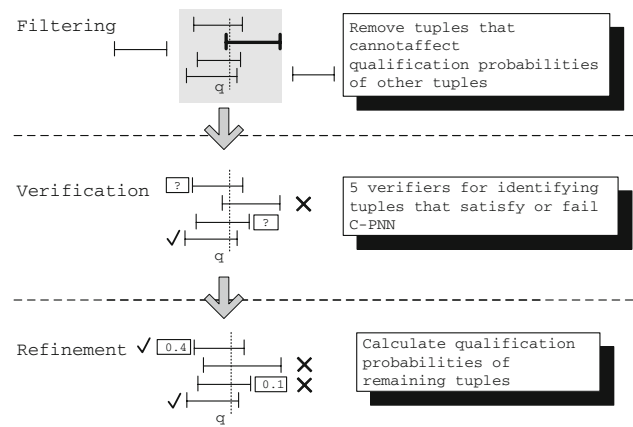 Filtering
Remove tuples that
cannotaffect
qualification probabilities
of other tuples
q
Verification
?
?
q
5 verifiers for identifying
tuples that satisfy or fail
C-PNN
Refinement
0.4
0.1
q
Calculate qualification
probabilities of
remaining tuples